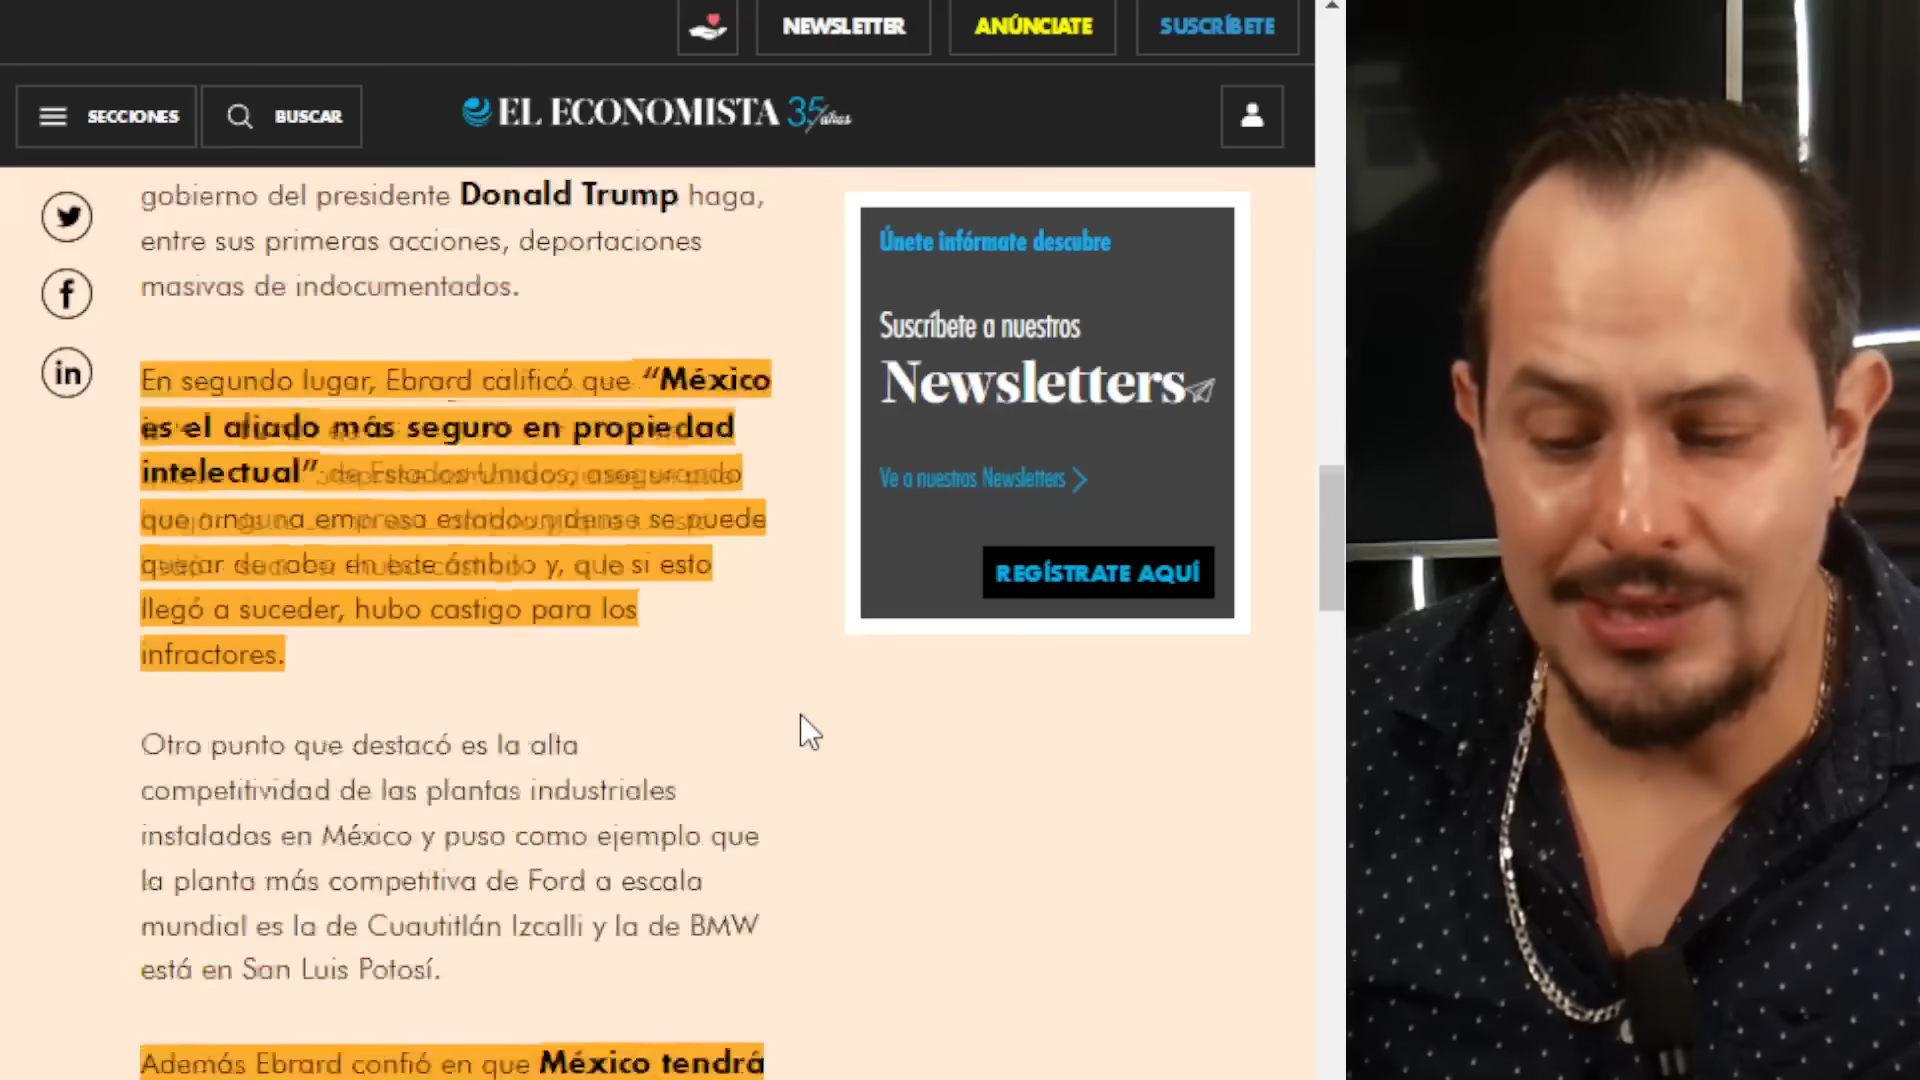 NEWSLETTER
ANÚNCIATE
SUSCRÍBETE
SECCIONES
BUSCAR
EL ECONOMISTA 35 años
gobierno del presidente Donald Trump haga,
entre sus primeras acciones, deportaciones
masivas de indocumentados.
En segundo lugar, Ebrard calificó que “México
es el aliado más seguro en propiedad
intelectual” de Estados Unidos, asegurando
que ninguna empresa estadounidense se puede
quejar de robo en este ámbito y, que si esto
llegó a suceder, hubo castigo para los
infractores.
Otro punto que destacó es la alta
competitividad de las plantas industriales
instaladas en México y puso como ejemplo que
la planta más competitiva de Ford a escala
mundial es la de Cuautitlán Izcalli y la de BMW
está en San Luis Potosí.
Además Ebrard confió en que México tendrá
Únete infórmate descubre
Suscríbete a nuestros
Newsletters
Ve a nuestros Newsletters
REGÍSTRATE AQUÍ